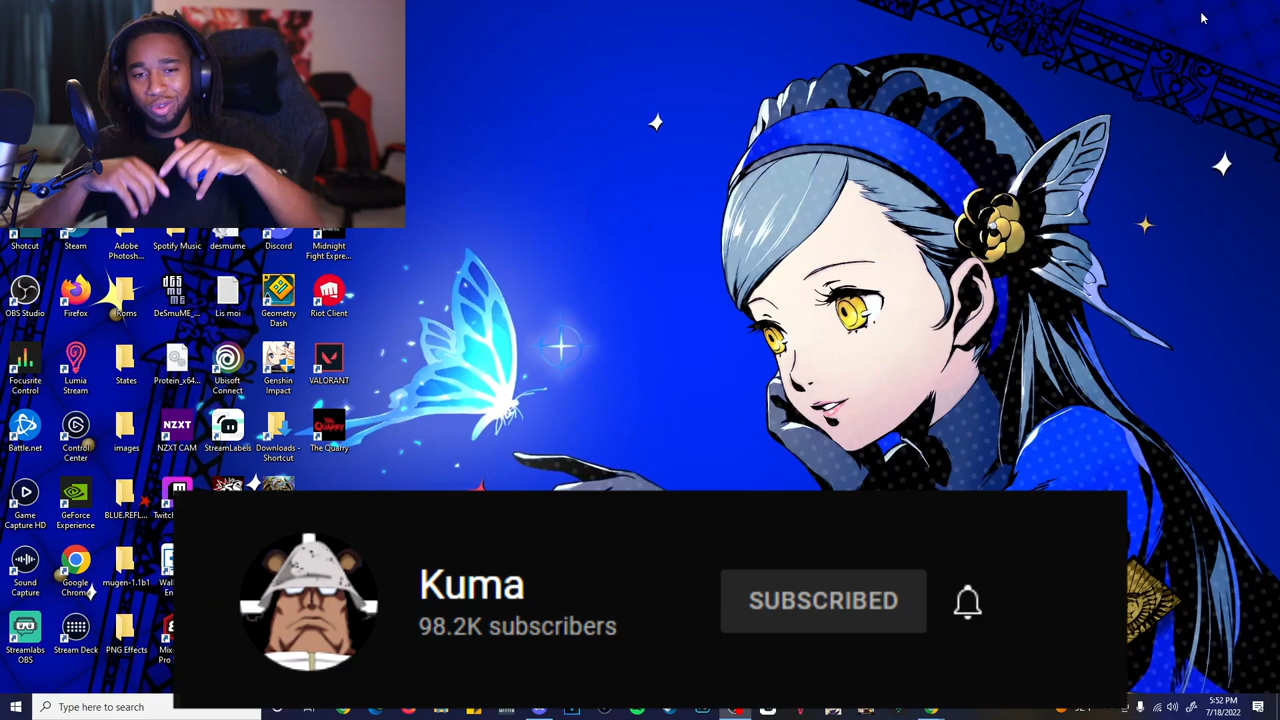 Shotcut
Steam
Adobe
Photosh...
Spotify Music
desmume
Discord
Midnight
Fight Expre...
OBS Studio
Firefox
Roms
DeSmuME_...
Lis moi
Geometry
Dash
Riot Client
Focusrite
Control
Lumia
Stream
States
Protein_x64...
Ubisoft
Connect
Genshin
Impact
VALORANT
Battle.net
Control
Center
images
NZXT
NZXT CAM
StreamLabels
Downloads -
Shortcut
The Quarry
Game
Capture HD
GeForce
Experience
BLUE.REFL...
Twitch
Sound
Capture
Google
Chrome
mugen-1.1b1
Streamlabs
OBS
Stream Deck
PNG Effects
Kuma
98.2K subscribers
SUBSCRIBED
Type here to search
5:52 PM
7/18/2022